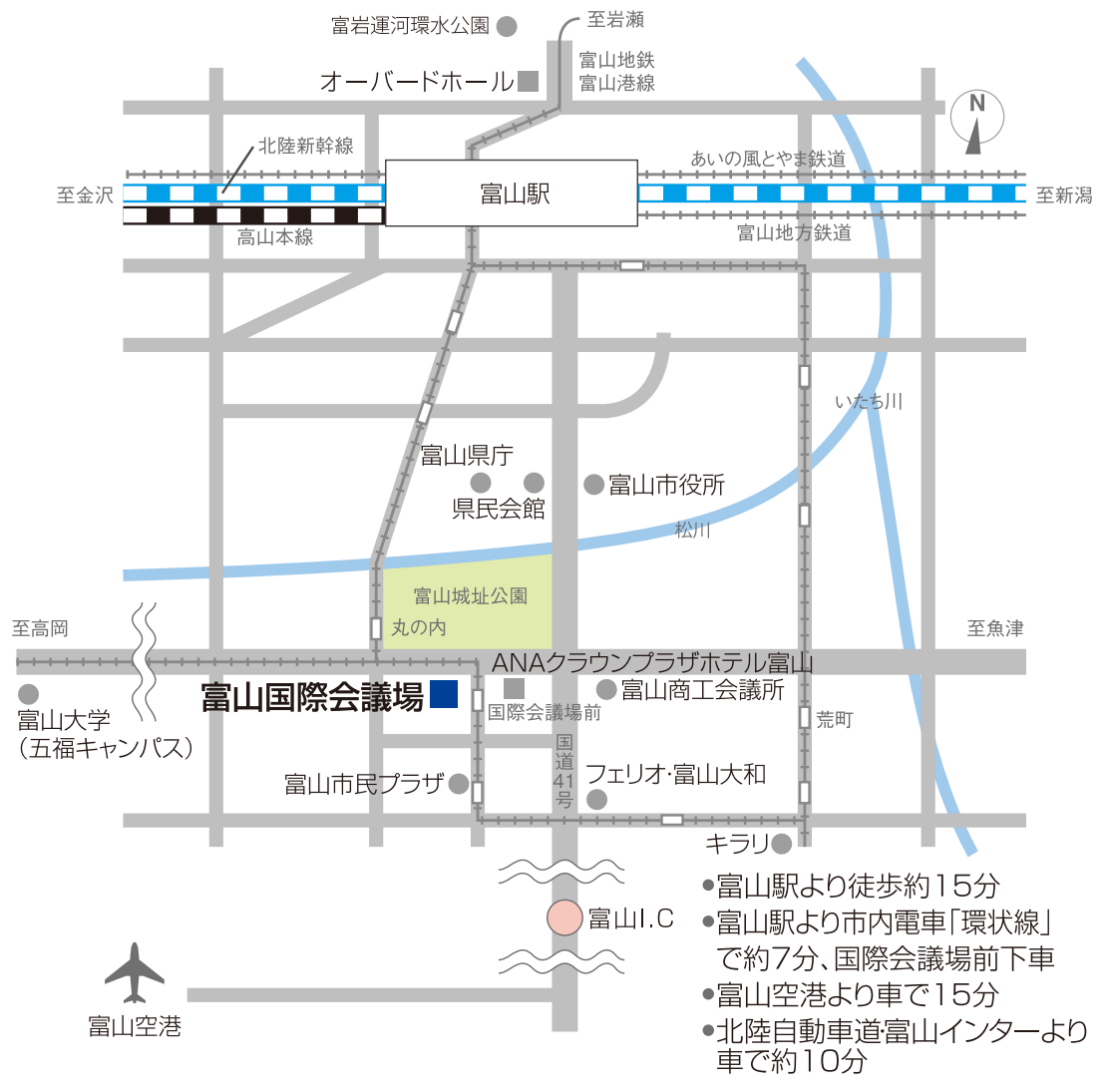 富岩運河環水公園
至岩瀬
富山地鉄
富山港線
オーバードホール
N
北陸新幹線
あいの風とやま鉄道
至金沢
富山駅
至新潟
高山本線
富山地方鉄道
いたち川
富山県庁
県民会館
富山市役所
松川
富山城址公園
至高岡
丸の内
至魚津
ANAクラウンプラザホテル富山
富山国際会議場
富山商工会議所
富山大学
（五福キャンパス）
国際会議場前
荒町
国道41号
フェリオ・富山大和
富山市民プラザ
キラリ
富山I.C
富山空港
●富山駅より徒歩約15分
●富山駅より市内電車「環状線」
で約7分、国際会議場前下車
●富山空港より車で15分
●北陸自動車道・富山インターより
車で約10分